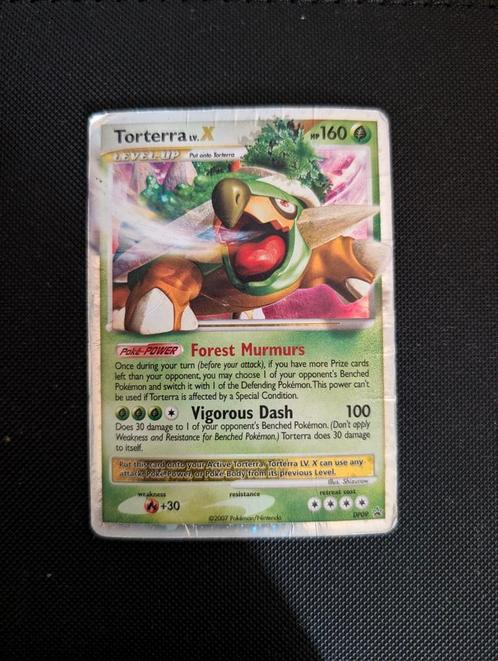 Torterra LV. X HP 160
LEVEL-UP Put onto Torterra
Poké-POWER Forest Murmurs
Once during your turn (before your attack), if you have more Prize cards
left than your opponent, you may choose 1 of your opponent's Benched
Pokémon and switch it with 1 of the Defending Pokémon. This power can't
be used if Torterra is affected by a Special Condition.
Vigorous Dash 100
Does 30 damage to 1 of your opponent's Benched Pokémon. (Don't apply
Weakness and Resistance for Benched Pokémon.) Torterra does 30 damage
to itself.
Put this card onto your Active Torterra. Torterra LV. X can use any
attack, Poké-Power, or Poké-Body from its previous Level.
Illus. Shizurow
weakness resistance retreat cost
+30
©2007 Pokémon/Nintendo DP09